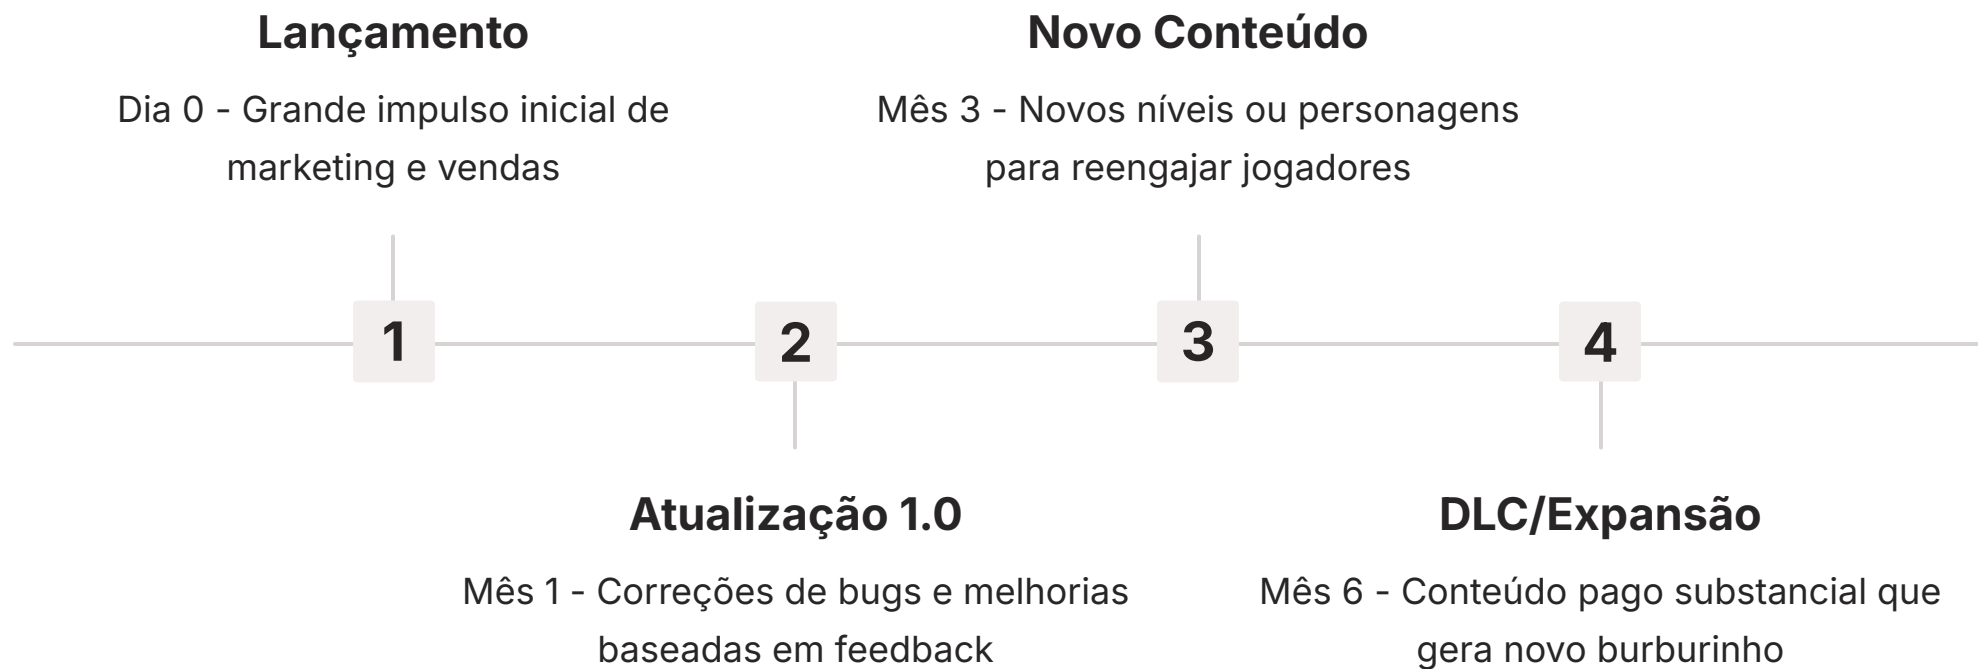 Lançamento
Dia 0 - Grande impulso inicial de
marketing e vendas
Novo Conteúdo
Mês 3 - Novos níveis ou personagens
para reengajar jogadores
1
2
3
4
Atualização 1.0
Mês 1 - Correções de bugs e melhorias
baseadas em feedback
DLC/Expansão
Mês 6 - Conteúdo pago substancial que
gera novo burburinho